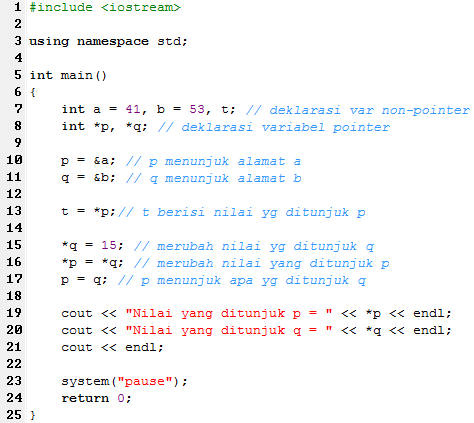 1 #include <iostream>
2
3 using namespace std;
4
5 int main()
6 {
7     int a = 41, b = 53, t; // deklarasi var non-pointer
8     int *p, *q; // deklarasi variabel pointer
9
10     p = &a; // p menunjuk alamat a
11     q = &b; // q menunjuk alamat b
12
13     t = *p;// t berisi nilai yg ditunjuk p
14
15     *q = 15; // merubah nilai yg ditunjuk q
16     *p = *q; // merubah nilai yang ditunjuk p
17     p = q; // p menunjuk apa yg ditunjuk q
18
19     cout << "Nilai yang ditunjuk p = " << *p << endl;
20     cout << "Nilai yang ditunjuk q = " << *q << endl;
21     cout << endl;
22
23     system("pause");
24     return 0;
25 }